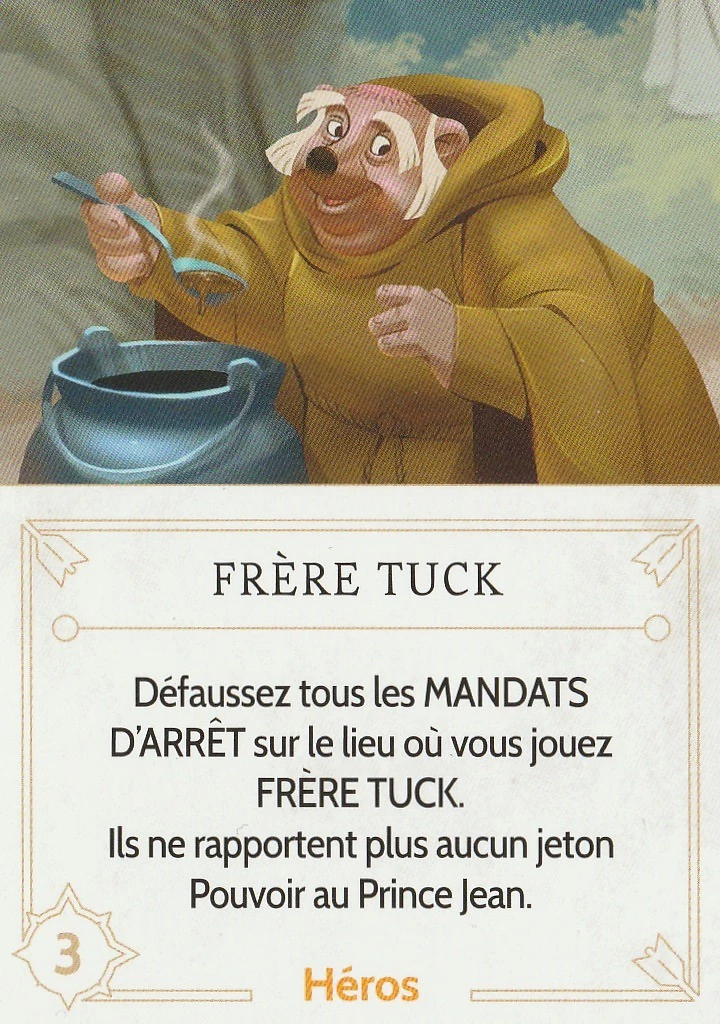 FRÈRE TUCK
Défaussez tous les MANDATS
D'ARRÊT sur le lieu où vous jouez
FRÈRE TUCK.
Ils ne rapportent plus aucun jeton
Pouvoir au Prince Jean.
3
Héros